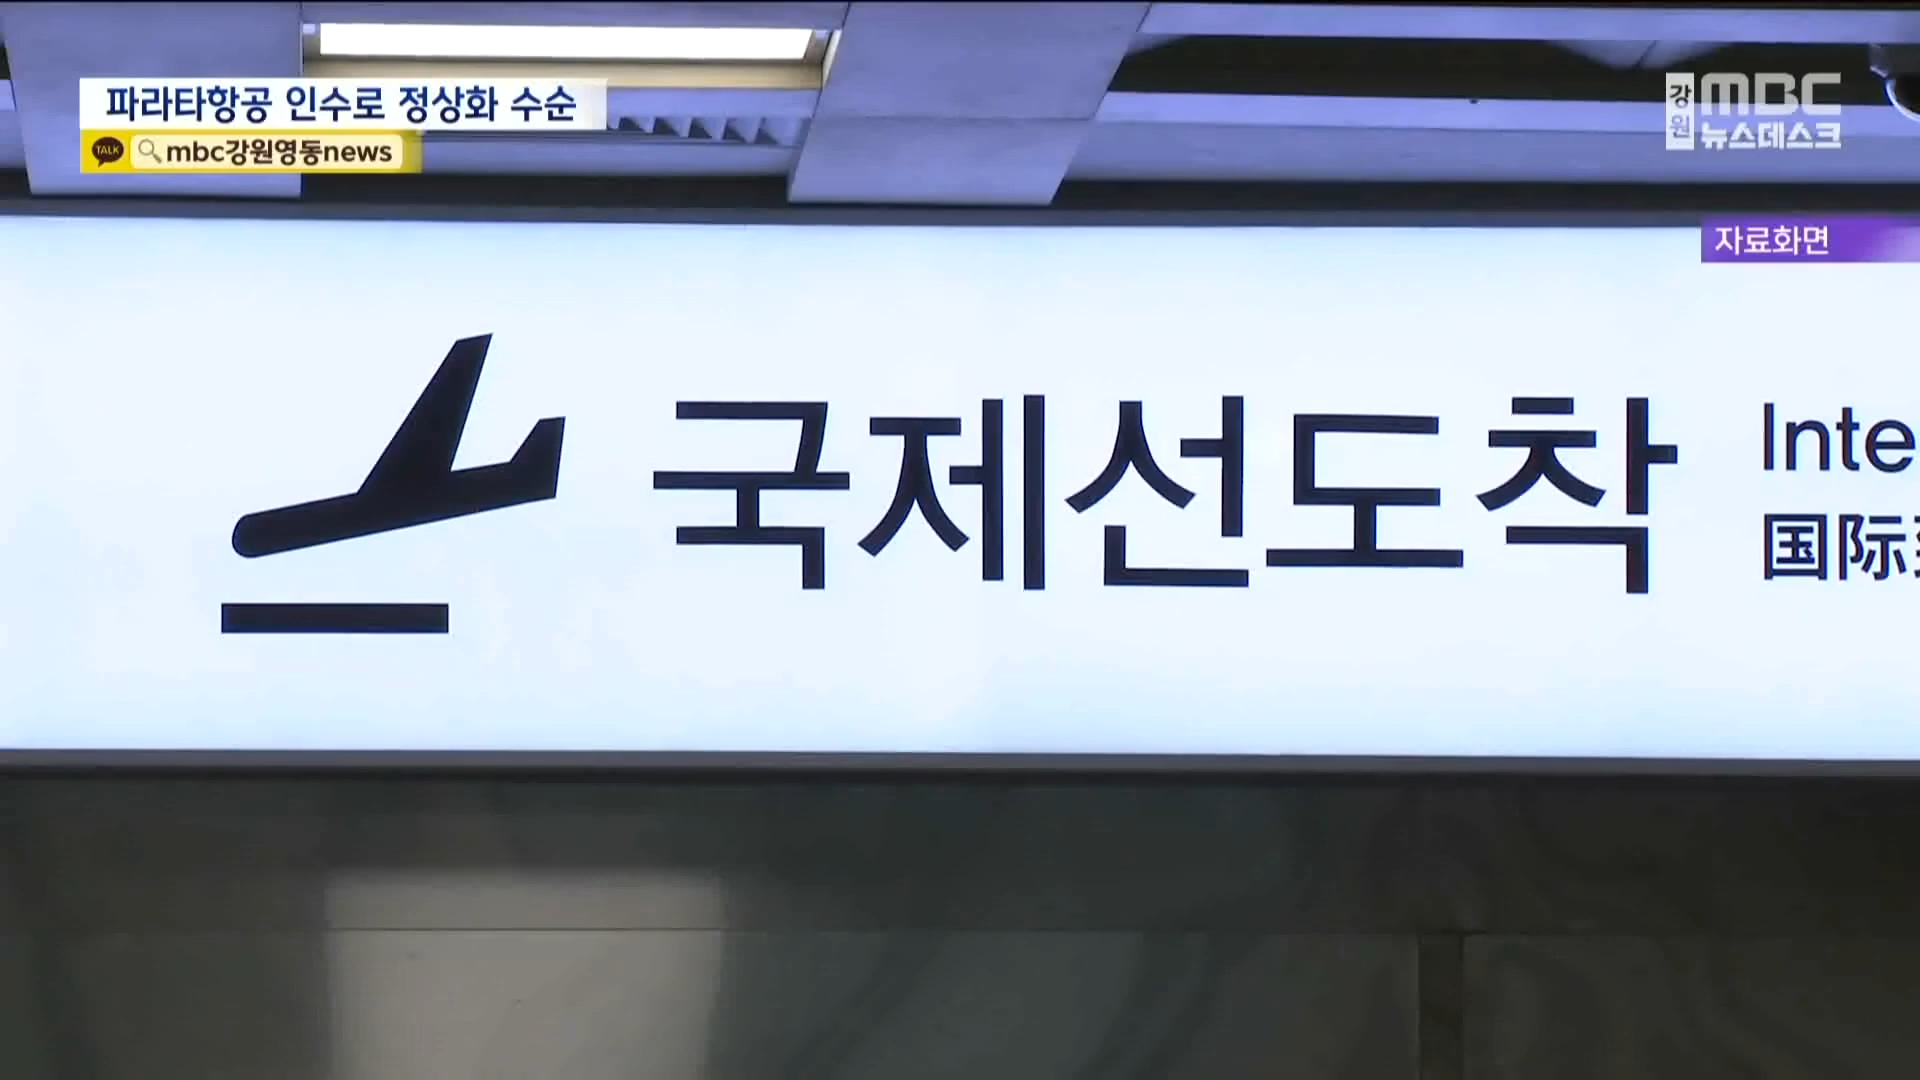 파라타항공 인수로 정상화 수순
TALK mbc강원영동news
강원 MBC
뉴스데스크
자료화면
국제선도착
Inte
国际